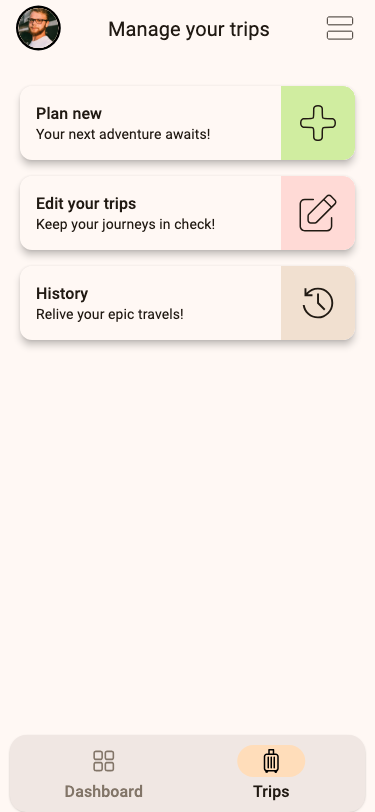 Manage your trips
Plan new
Your next adventure awaits!
Edit your trips
Keep your journeys in check!
History
Relive your epic travels!
Dashboard
Trips